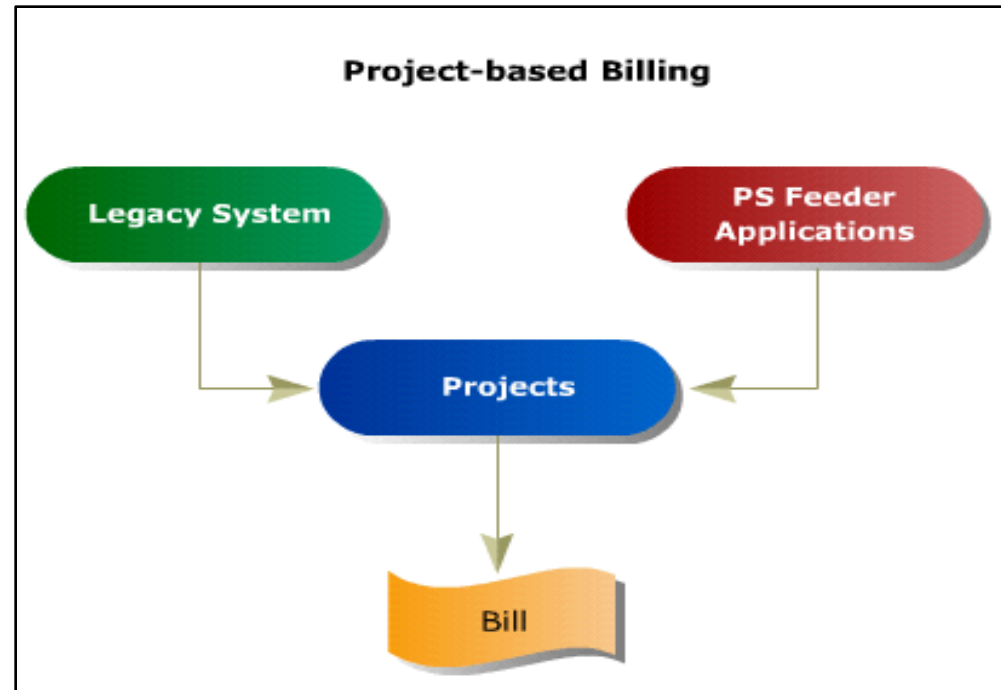 Project-based Billing
Legacy System
PS Feeder
Applications
Projects
Bill